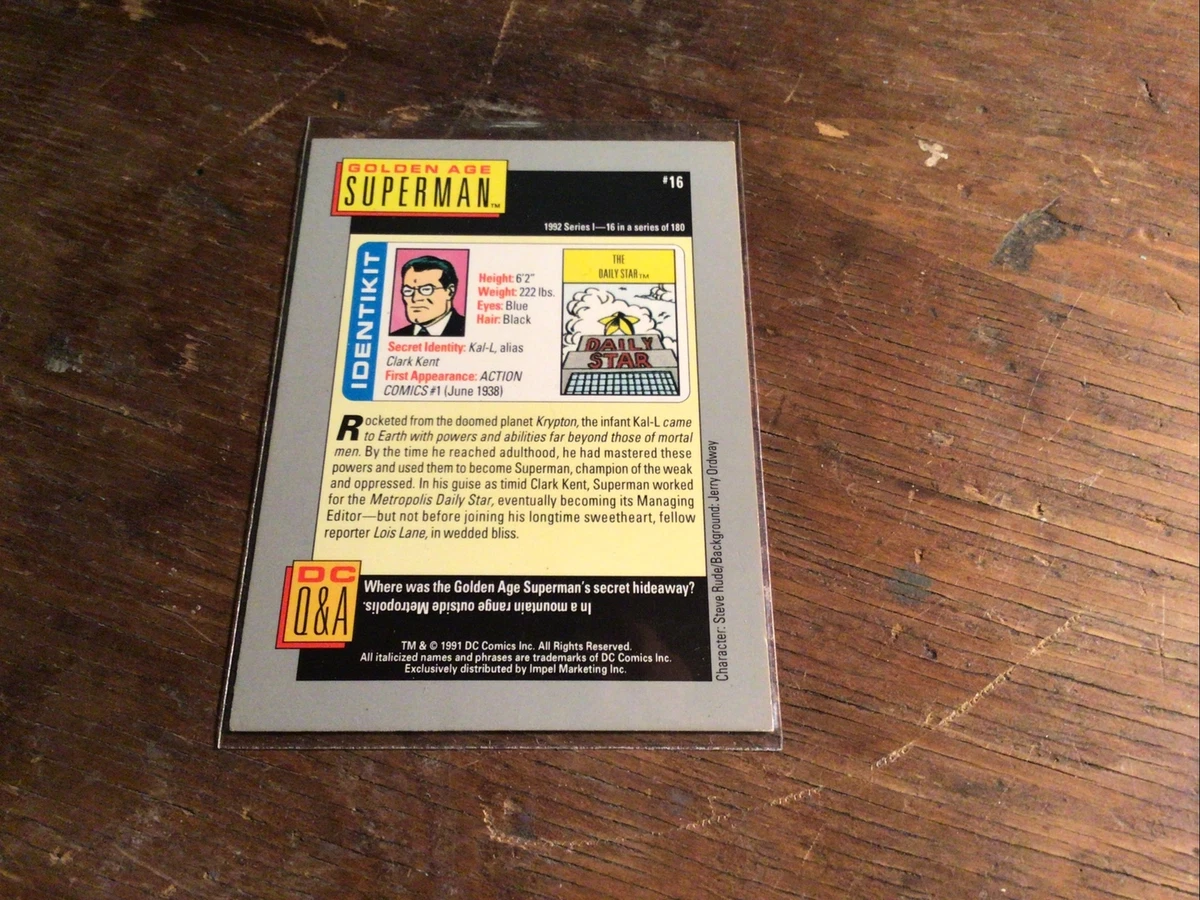 GOLDEN AGE
SUPERMAN™
#16
1992 Series I—16 in a series of 180
IDENTIKIT
Height: 6'2"
Weight: 222 lbs.
Eyes: Blue
Hair: Black
Secret Identity: Kal-L, alias
Clark Kent
First Appearance: ACTION
COMICS #1 (June 1938)
THE
DAILY STAR™
DAILY
STAR
Rocketed from the doomed planet Krypton, the infant Kal-L came
to Earth with powers and abilities far beyond those of mortal
men. By the time he reached adulthood, he had mastered these
powers and used them to become Superman, champion of the weak
and oppressed. In his guise as timid Clark Kent, Superman worked
for the Metropolis Daily Star, eventually becoming its Managing
Editor—but not before joining his longtime sweetheart, fellow
reporter Lois Lane, in wedded bliss.
Character: Steve Rude/Background: Jerry Ordway
DC
Q&A
Where was the Golden Age Superman's secret hideaway?
In a mountain range outside Metropolis.
TM & © 1991 DC Comics Inc. All Rights Reserved.
All italicized names and phrases are trademarks of DC Comics Inc.
Exclusively distributed by Impel Marketing Inc.